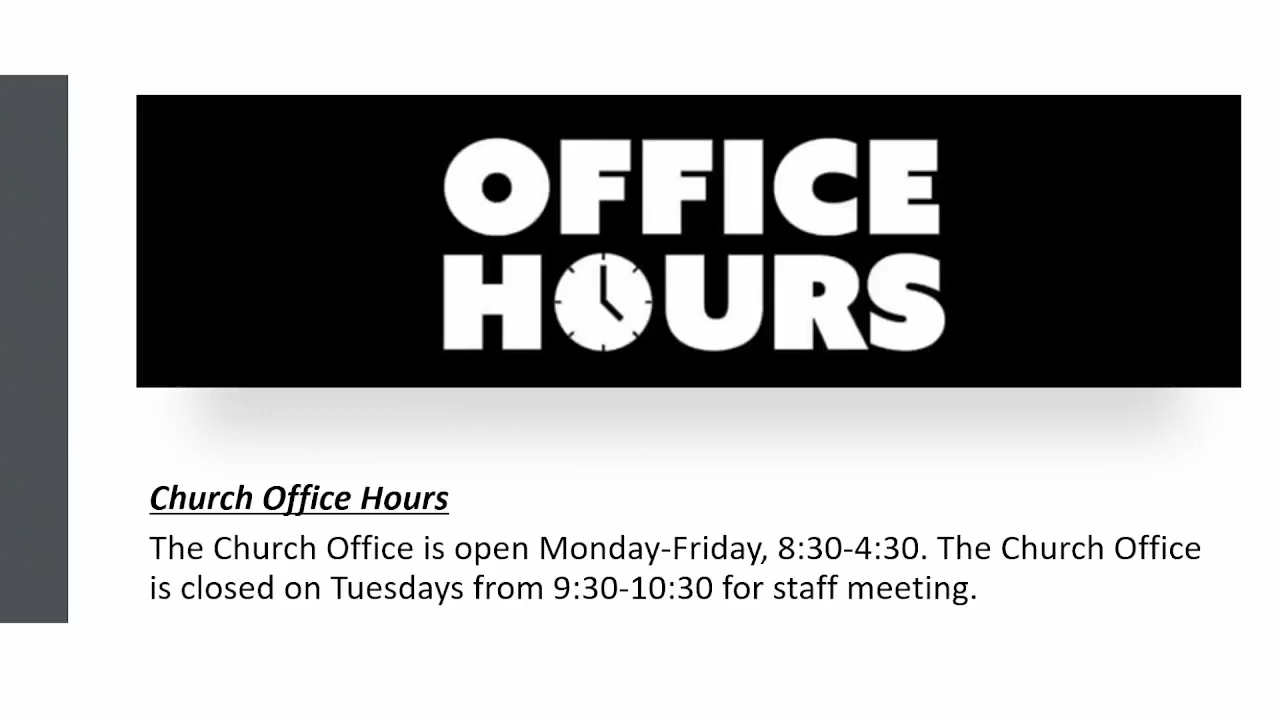 OFFICE
HOURS
Church Office Hours
The Church Office is open Monday-Friday, 8:30-4:30. The Church Office
is closed on Tuesdays from 9:30-10:30 for staff meeting.